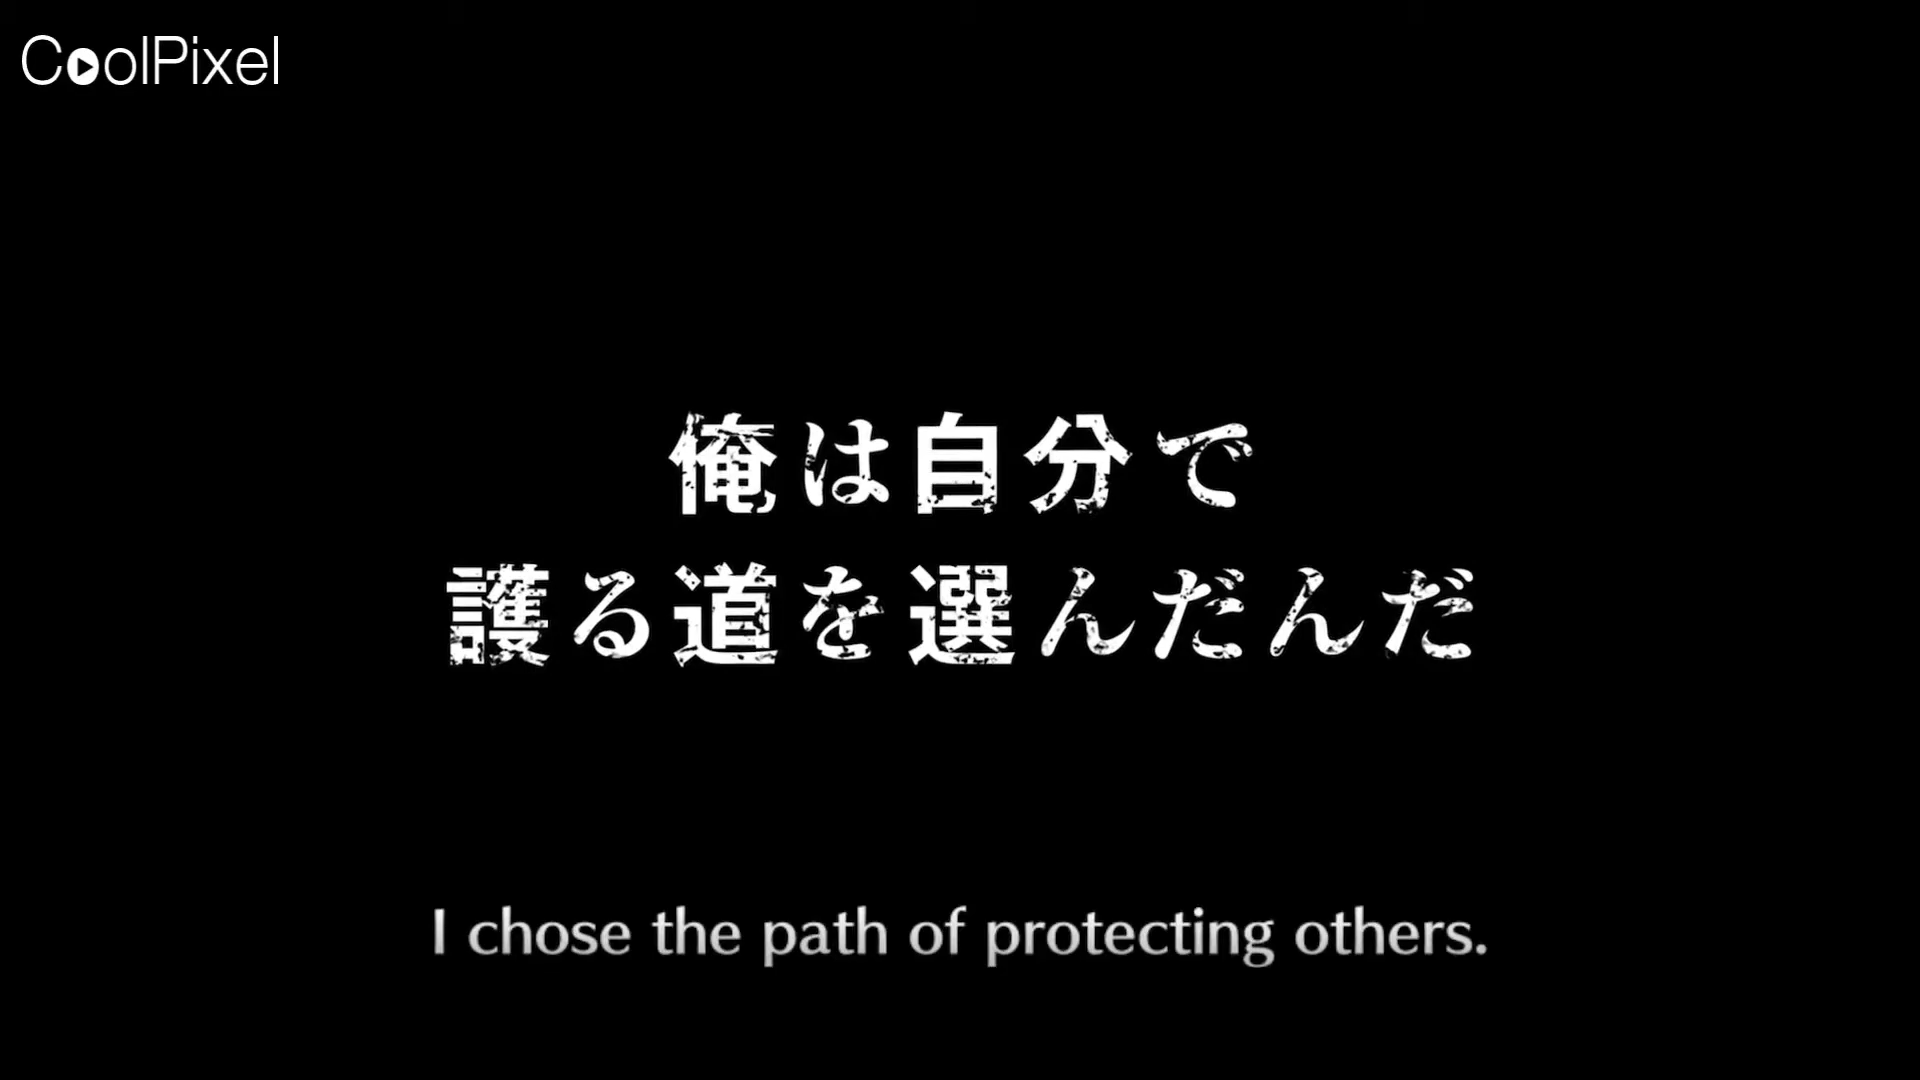 CoolPixel
俺は自分で
護る道を選んだんだ
I chose the path of protecting others.